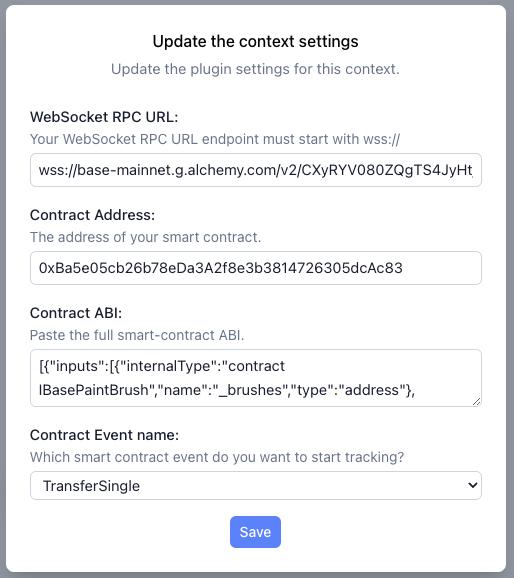 Update the context settings
Update the plugin settings for this context.
WebSocket RPC URL:
Your WebSocket RPC URL endpoint must start with wss://
wss://base-mainnet.g.alchemy.com/v2/CXyRYV080ZQgTS4JyHt
Contract Address:
The address of your smart contract.
0xBa5e05cb26b78eDa3A2f8e3b3814726305dcAc83
Contract ABI:
Paste the full smart-contract ABI.
[{"inputs":[{"internalType":"contract
IBasePaintBrush","name":"_brushes","type":"address"},
Contract Event name:
Which smart contract event do you want to start tracking?
TransferSingle
Save